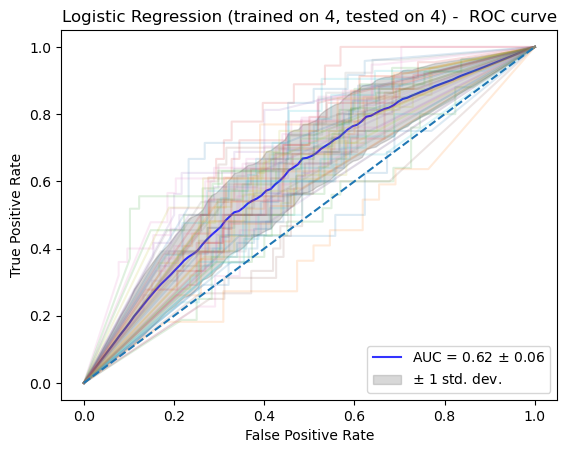 Logistic Regression (trained on 4, tested on 4) -  ROC curve
True Positive Rate
1.0
0.8
0.6
0.4
0.2
0.0
AUC = 0.62 ± 0.06
± 1 std. dev.
0.0 0.2 0.4 0.6 0.8 1.0
False Positive Rate